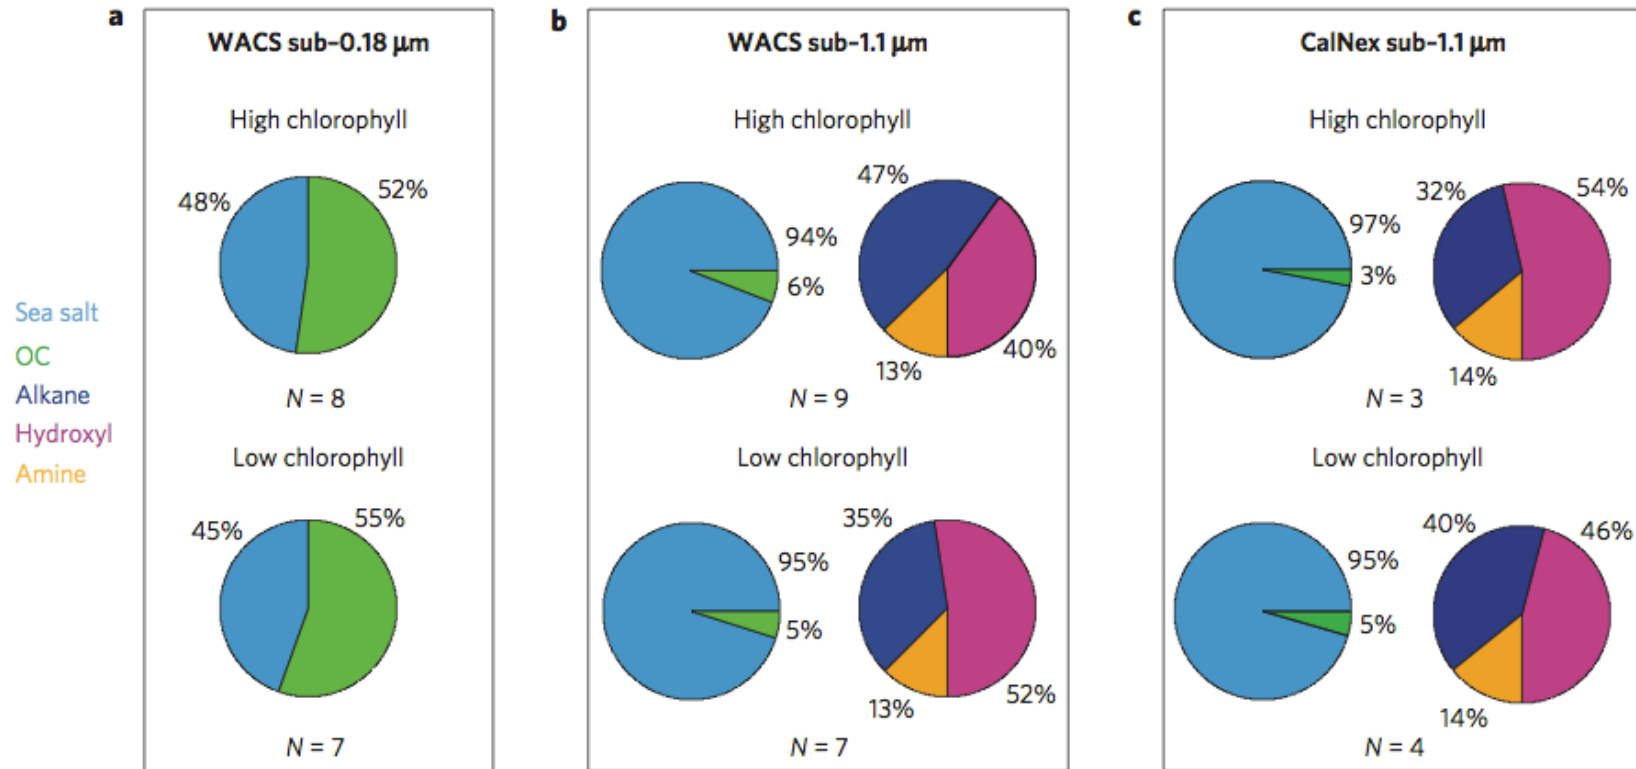 a
WACS sub-0.18 µm
High chlorophyll
48%
52%
N = 8
Low chlorophyll
45%
55%
N = 7
Sea salt
OC
Alkane
Hydroxyl
Amine
b
WACS sub-1.1 µm
High chlorophyll
94%
6%
47%
40%
13%
N = 9
Low chlorophyll
95%
5%
35%
52%
13%
N = 7
c
CalNex sub-1.1 µm
High chlorophyll
97%
3%
32%
54%
14%
N = 3
Low chlorophyll
95%
5%
40%
46%
14%
N = 4